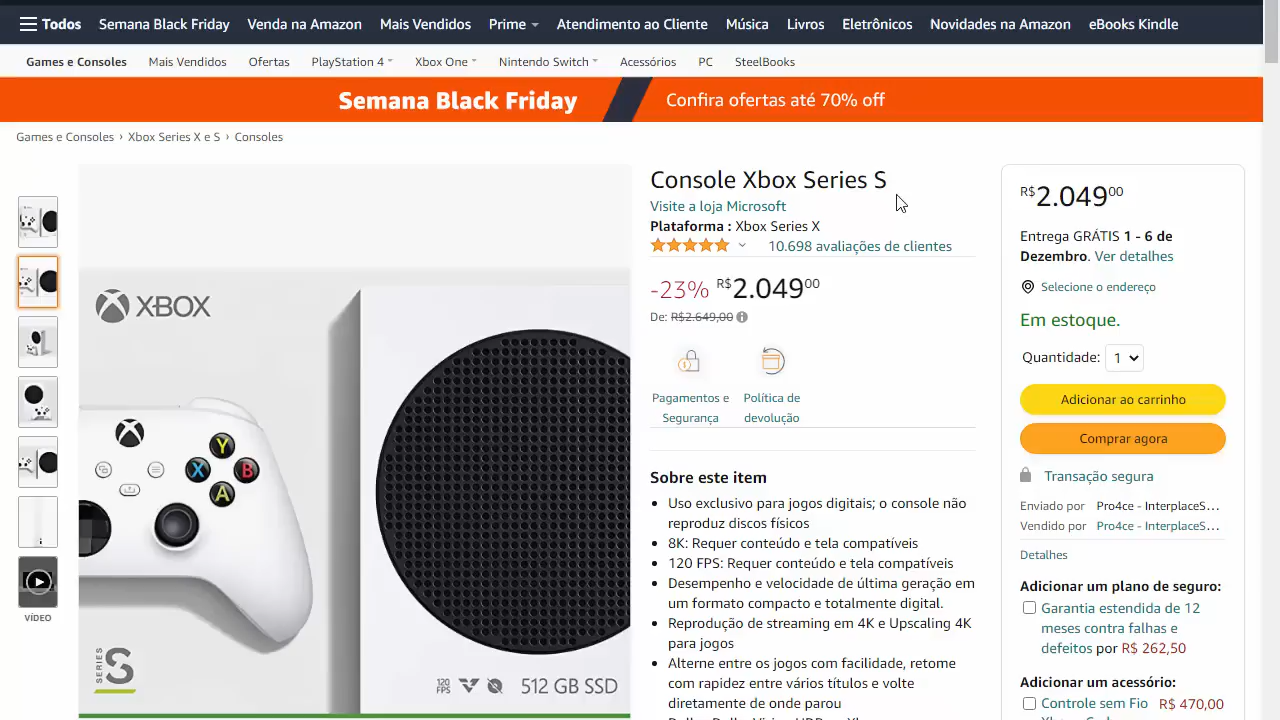 Todos Semana Black Friday Venda na Amazon Mais Vendidos Prime Atendimento ao Cliente Música Livros Eletrônicos Novidades na Amazon eBooks Kindle
Games e Consoles Mais Vendidos Ofertas PlayStation 4 Xbox One Nintendo Switch Acessórios PC SteelBooks
Semana Black Friday Confira ofertas até 70% off
Games e Consoles › Xbox Series X e S › Consoles
VÍDEO
XBOX
Y
X B
A
SERIES S
120 FPS
512 GB SSD
Console Xbox Series S
Visite a loja Microsoft
Plataforma : Xbox Series X
10.698 avaliações de clientes
-23% R$2.04900
De: R$2.649,00
Pagamentos e Segurança
Política de devolução
Sobre este item
Uso exclusivo para jogos digitais; o console não
reproduz discos físicos
8K: Requer conteúdo e tela compatíveis
120 FPS: Requer conteúdo e tela compatíveis
Desempenho e velocidade de última geração em
um formato compacto e totalmente digital.
Reprodução de streaming em 4K e Upscaling 4K
para jogos
Alterne entre os jogos com facilidade, retome
com rapidez entre vários títulos e volte
diretamente de onde parou
R$2.04900
Entrega GRÁTIS 1 - 6 de
Dezembro. Ver detalhes
Selecione o endereço
Em estoque.
Quantidade: 1
Adicionar ao carrinho
Comprar agora
Transação segura
Enviado por Pro4ce - InterplaceS...
Vendido por Pro4ce - InterplaceS...
Detalhes
Adicionar um plano de seguro:
Garantia estendida de 12
meses contra falhas e
defeitos por R$ 262,50
Adicionar um acessório:
Controle sem Fio R$ 470,00